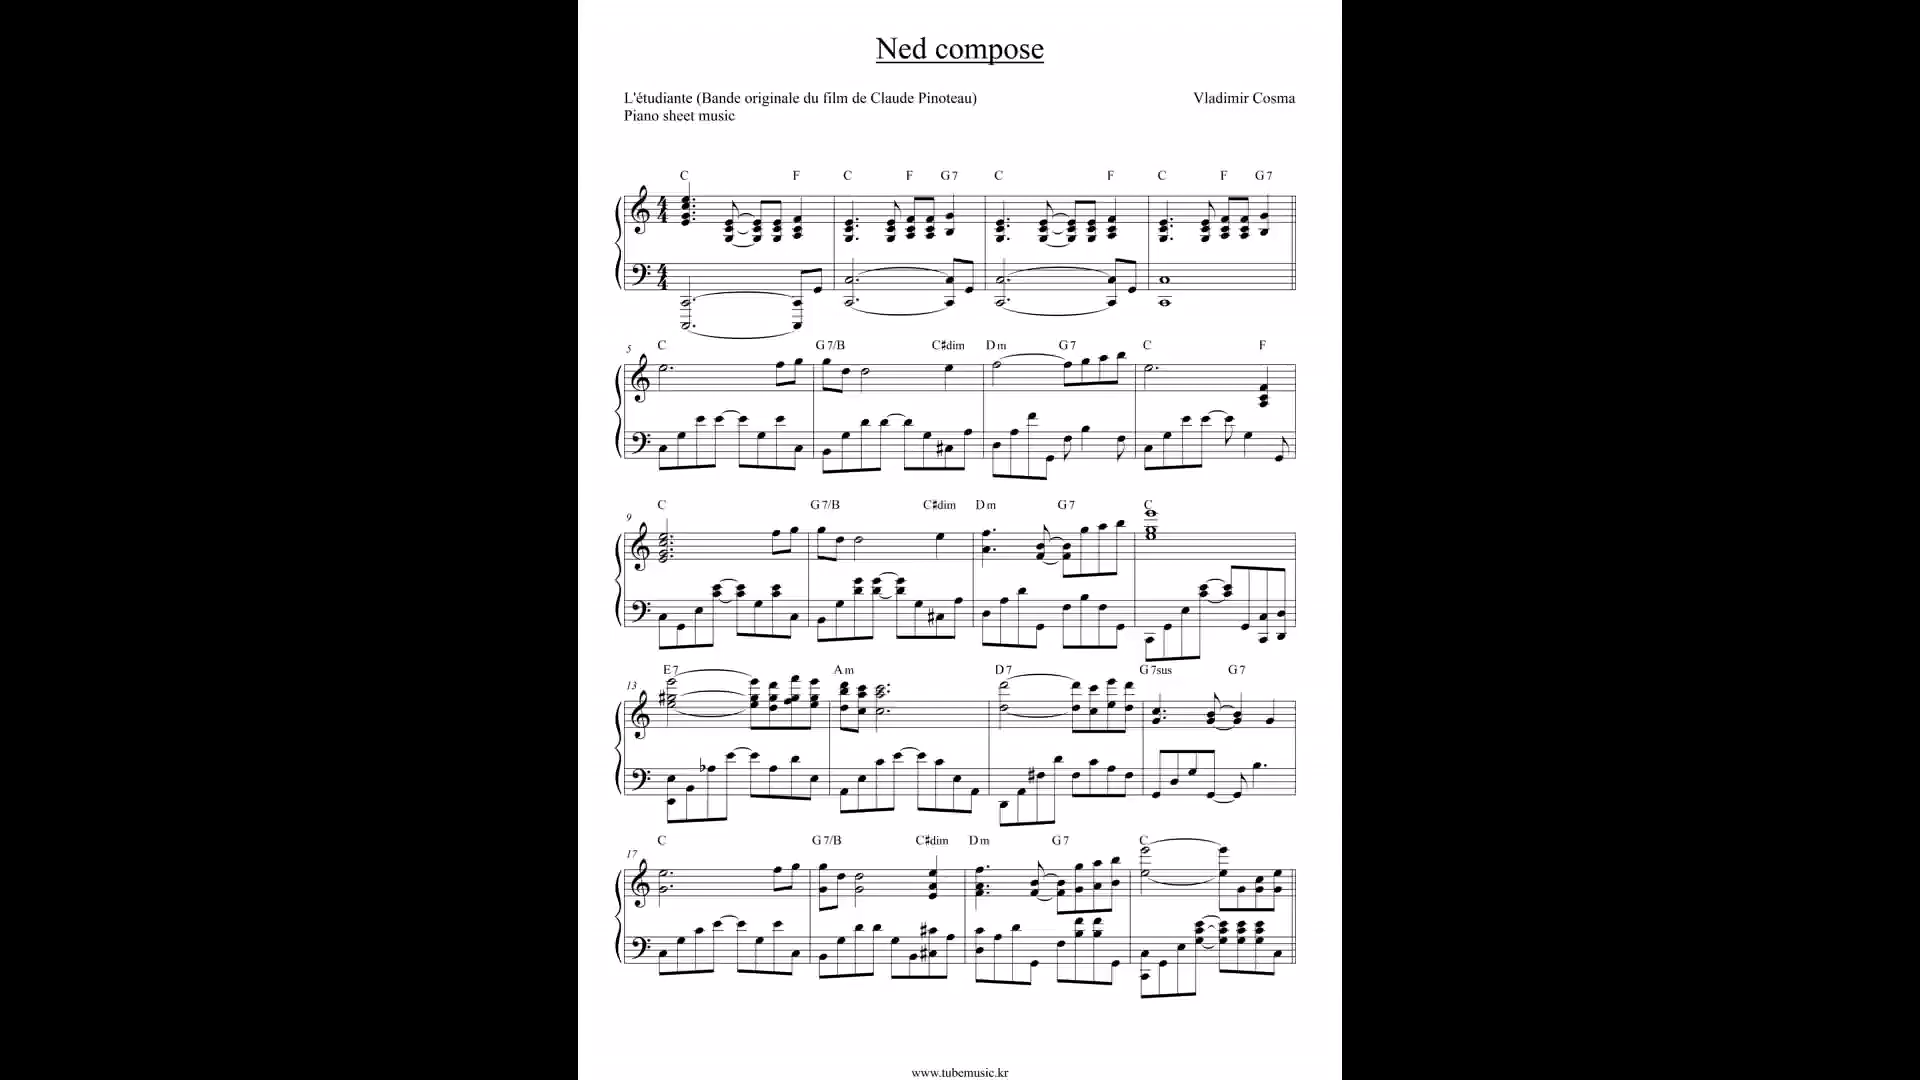 Ned compose
L'étudiante (Bande originale du film de Claude Pinoteau) Vladimir Cosma
Piano sheet music
C F C F G7 C F C F G7
5 C G7/B C♯dim Dm G7 C F
9 C G7/B C♯dim Dm G7 C
13 E7 Am D7 G7sus G7
17 C G7/B C♯dim Dm G7 C
www.tubemusic.kr